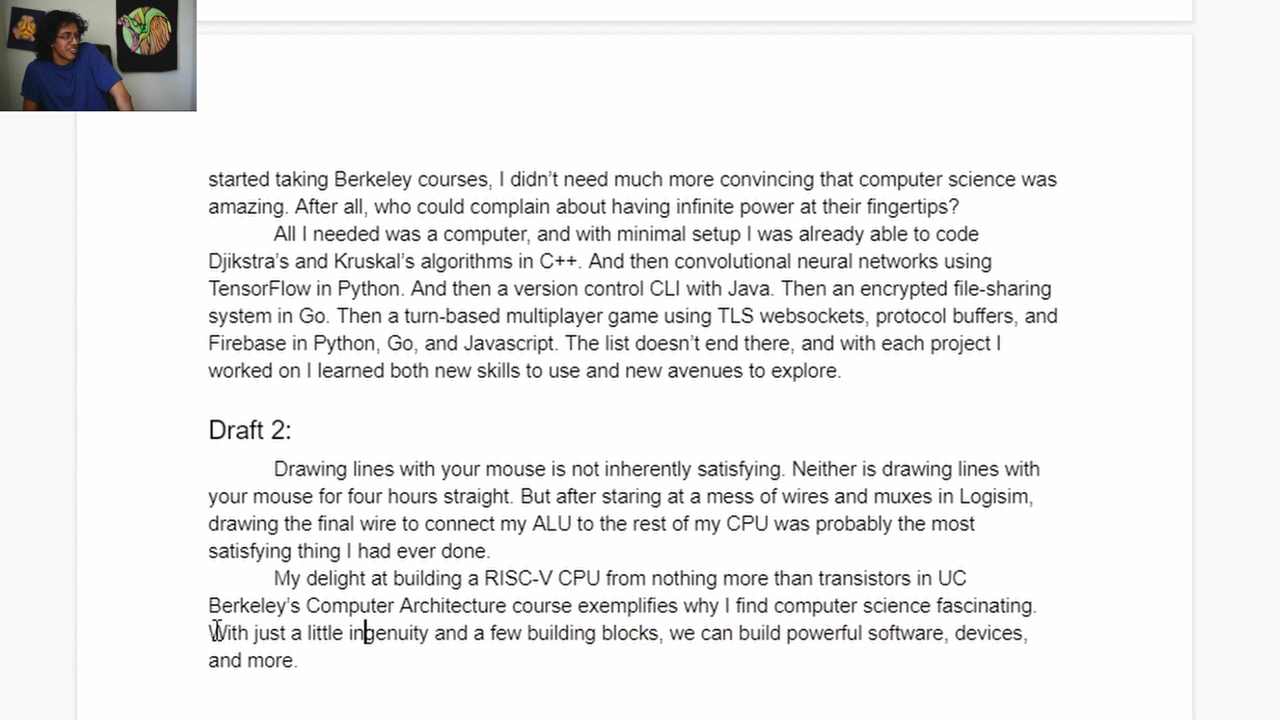 started taking Berkeley courses, I didn’t need much more convincing that computer science was
amazing. After all, who could complain about having infinite power at their fingertips?
All I needed was a computer, and with minimal setup I was already able to code
Djikstra’s and Kruskal’s algorithms in C++. And then convolutional neural networks using
TensorFlow in Python. And then a version control CLI with Java. Then an encrypted file-sharing
system in Go. Then a turn-based multiplayer game using TLS websockets, protocol buffers, and
Firebase in Python, Go, and Javascript. The list doesn’t end there, and with each project I
worked on I learned both new skills to use and new avenues to explore.
Draft 2:
Drawing lines with your mouse is not inherently satisfying. Neither is drawing lines with
your mouse for four hours straight. But after staring at a mess of wires and muxes in Logisim,
drawing the final wire to connect my ALU to the rest of my CPU was probably the most
satisfying thing I had ever done.
My delight at building a RISC-V CPU from nothing more than transistors in UC
Berkeley’s Computer Architecture course exemplifies why I find computer science fascinating.
With just a little ingenuity and a few building blocks, we can build powerful software, devices,
and more.